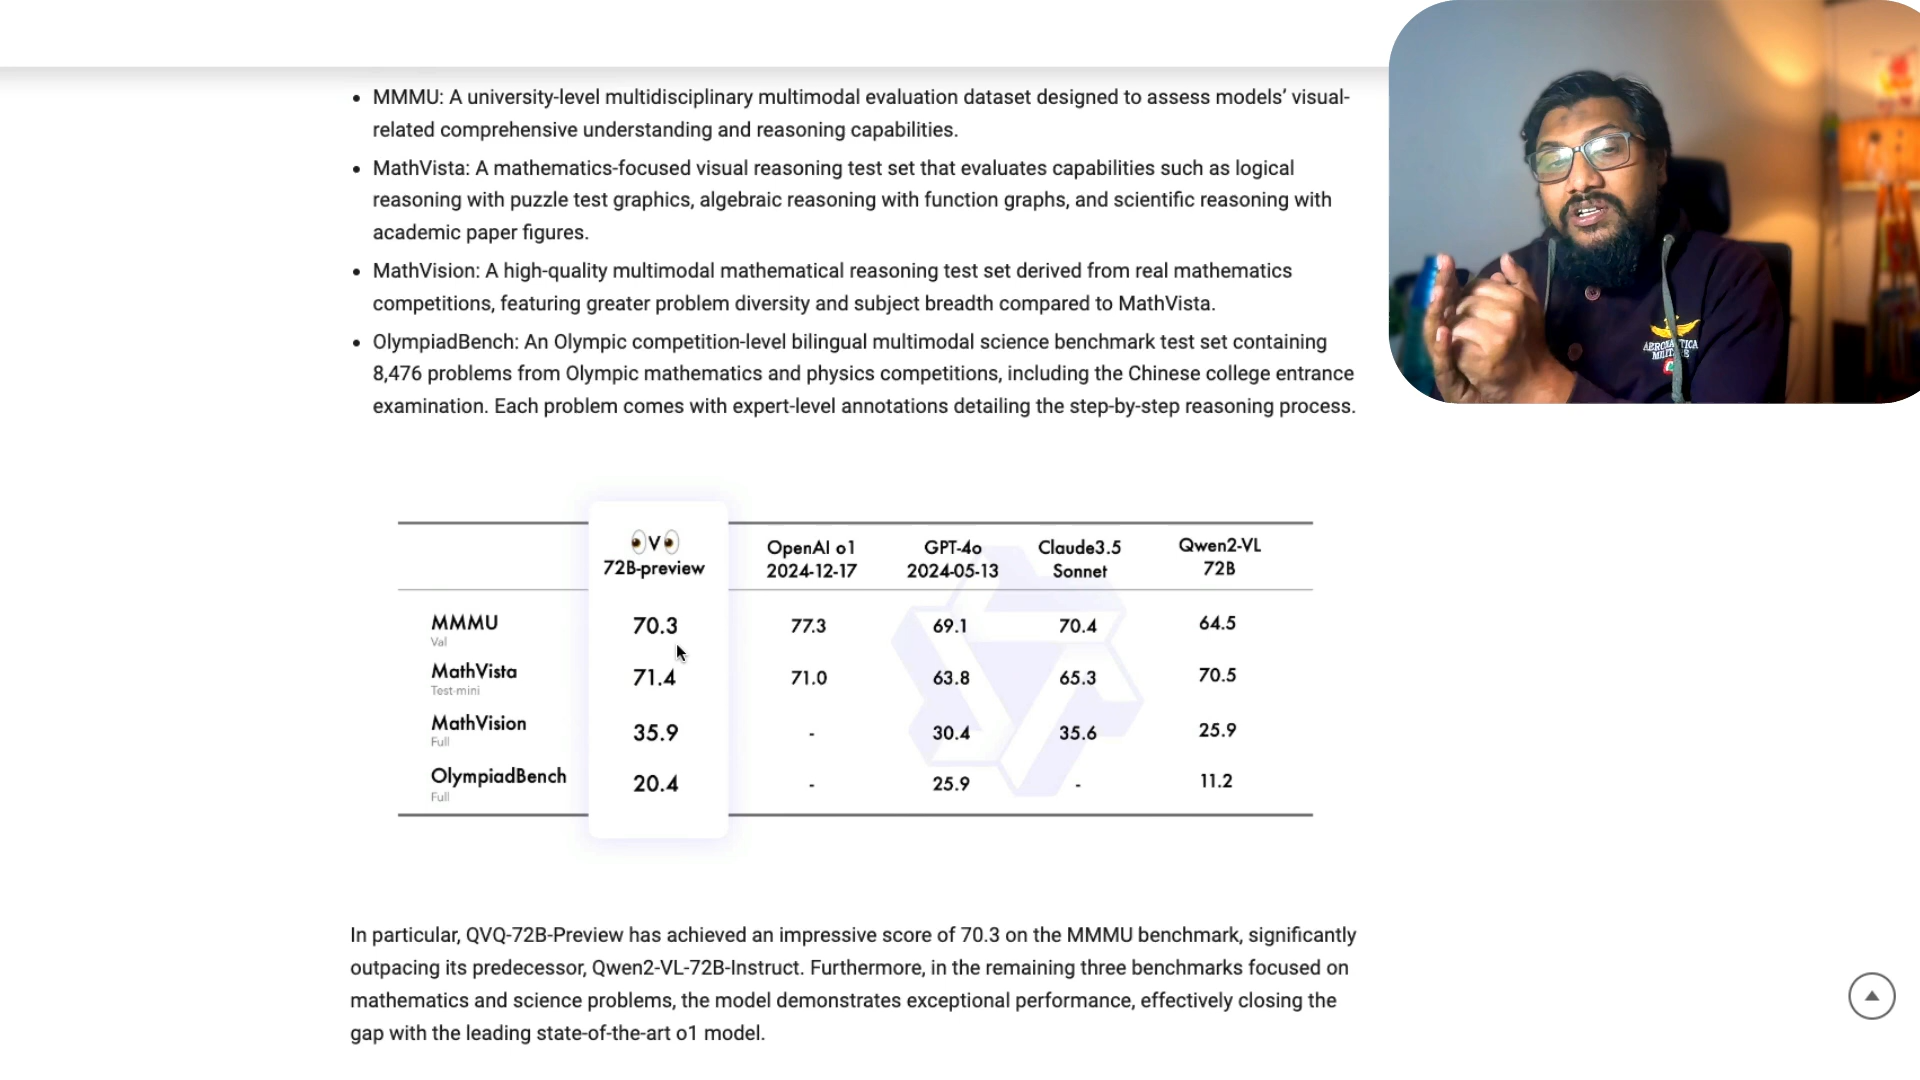 • MMMU: A university-level multidisciplinary multimodal evaluation dataset designed to assess models’ visual-
related comprehensive understanding and reasoning capabilities.
• MathVista: A mathematics-focused visual reasoning test set that evaluates capabilities such as logical
reasoning with puzzle test graphics, algebraic reasoning with function graphs, and scientific reasoning with
academic paper figures.
• MathVision: A high-quality multimodal mathematical reasoning test set derived from real mathematics
competitions, featuring greater problem diversity and subject breadth compared to MathVista.
• OlympiadBench: An Olympic competition-level bilingual multimodal science benchmark test set containing
8,476 problems from Olympic mathematics and physics competitions, including the Chinese college entrance
examination. Each problem comes with expert-level annotations detailing the step-by-step reasoning process.
AERONAUTICA
MILITARE
👁V👁 OpenAI o1 GPT-4o Claude3.5 Qwen2-VL
72B-preview 2024-12-17 2024-05-13 Sonnet 72B
MMMU 70.3 77.3 69.1 70.4 64.5
Val
MathVista 71.4 71.0 63.8 65.3 70.5
Test-mini
MathVision 35.9 - 30.4 35.6 25.9
Full
OlympiadBench 20.4 - 25.9 - 11.2
Full
In particular, QVQ-72B-Preview has achieved an impressive score of 70.3 on the MMMU benchmark, significantly
outpacing its predecessor, Qwen2-VL-72B-Instruct. Furthermore, in the remaining three benchmarks focused on
mathematics and science problems, the model demonstrates exceptional performance, effectively closing the
gap with the leading state-of-the-art o1 model.